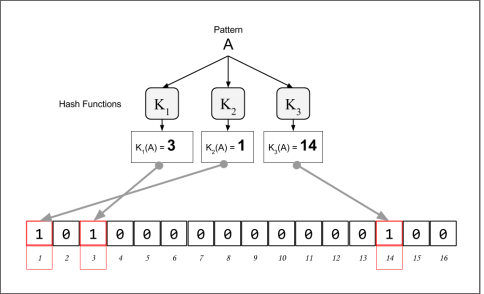 Pattern
A
Hash Functions
K1 K2 K3
K1(A) = 3 K2(A) = 1 K3(A) = 14
1 0 1 0 0 0 0 0 0 0 0 0 0 1 0 0
1 2 3 4 5 6 7 8 9 10 11 12 13 14 15 16